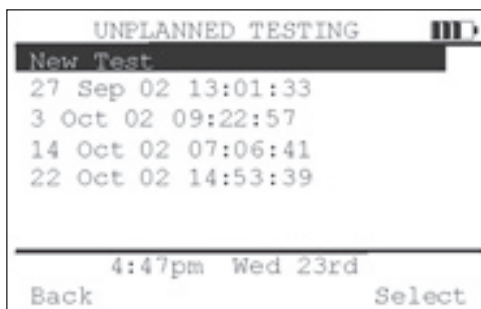 UNPLANNED TESTING
New Test
27 Sep 02 13:01:33
3 Oct 02 09:22:57
14 Oct 02 07:06:41
22 Oct 02 14:53:39
4:47pm Wed 23rd
Back Select